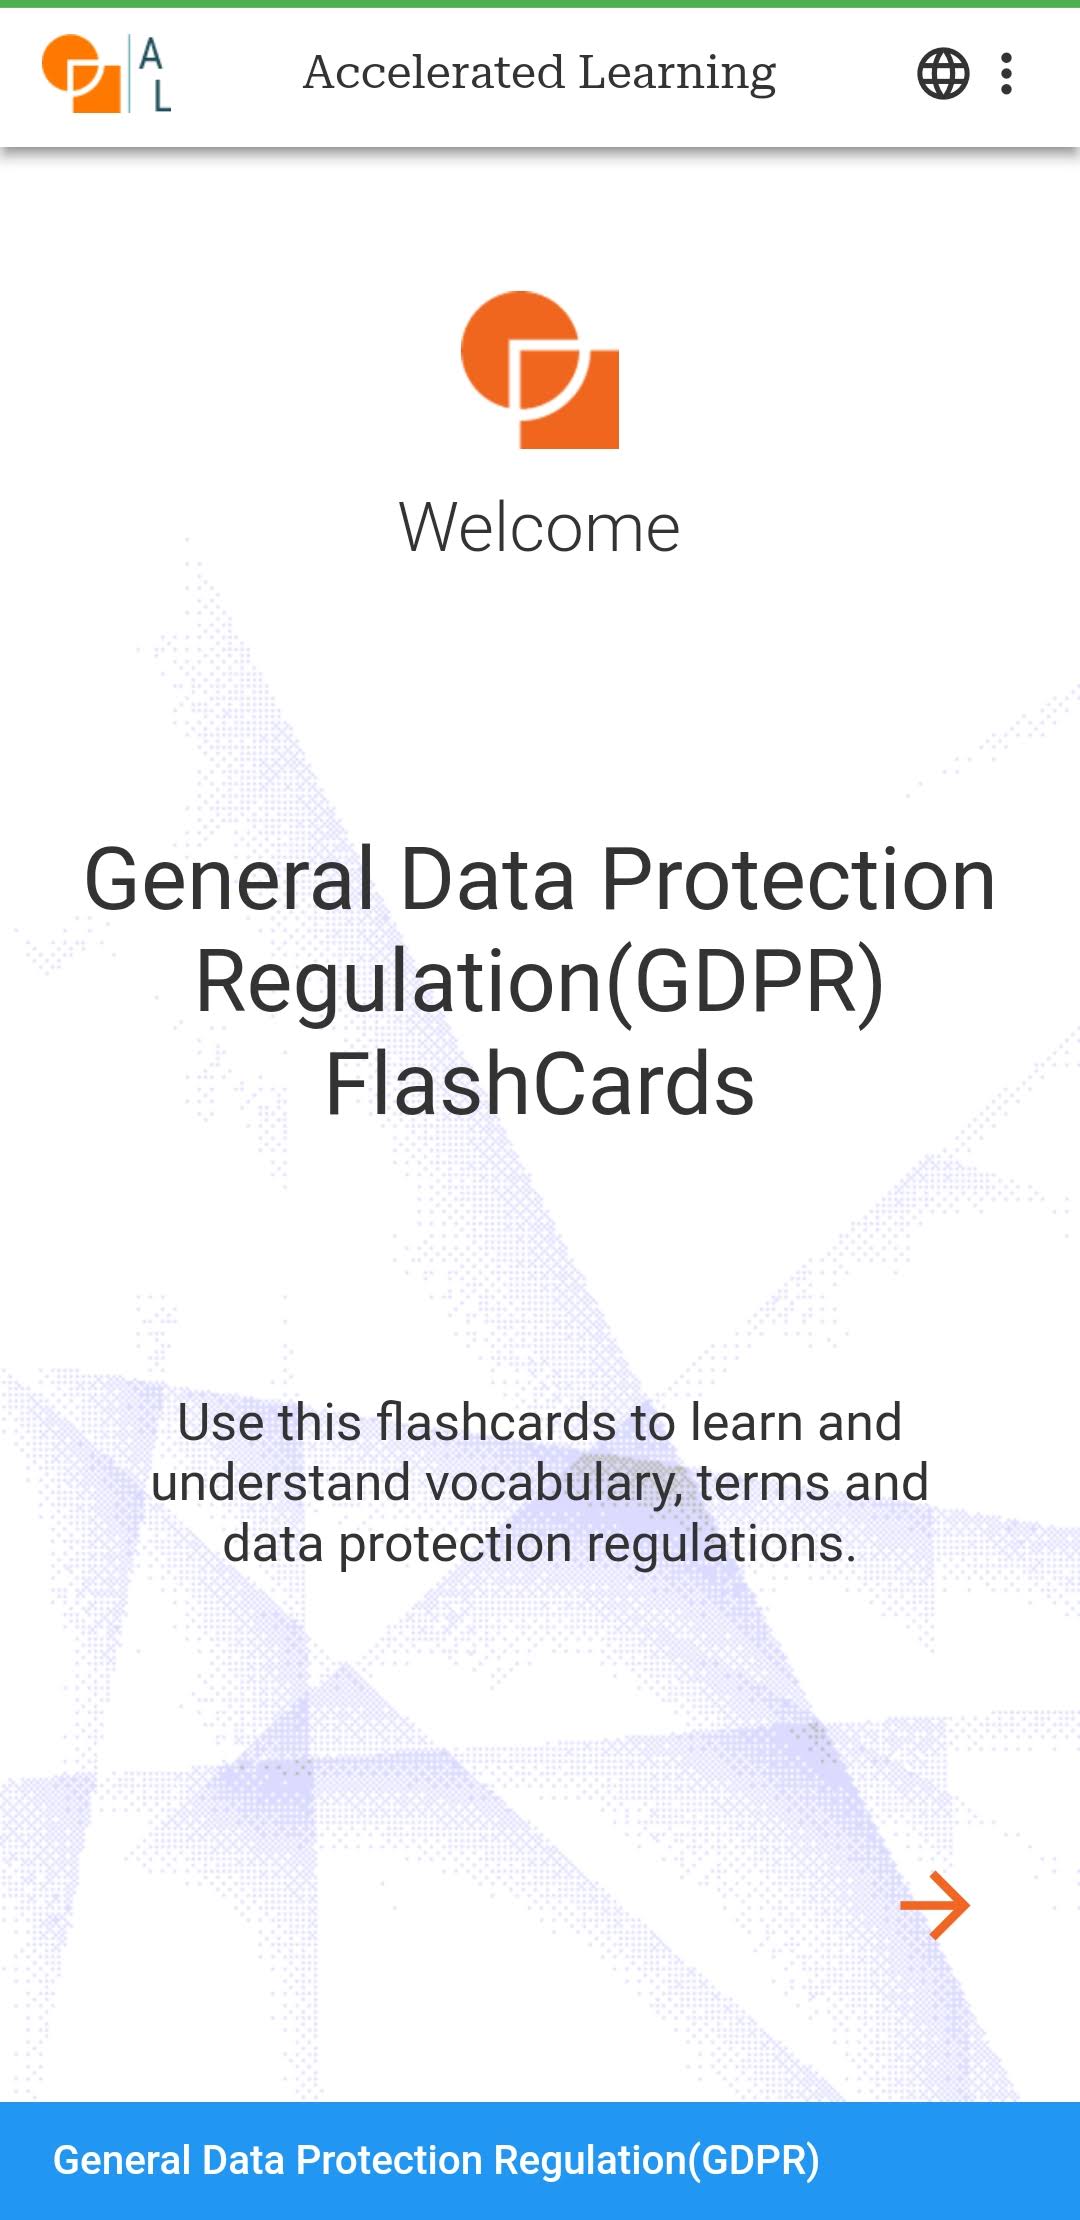 A
L
Accelerated Learning
Welcome
General Data Protection
Regulation(GDPR)
FlashCards
Use this flashcards to learn and
understand vocabulary, terms and
data protection regulations.
General Data Protection Regulation(GDPR)